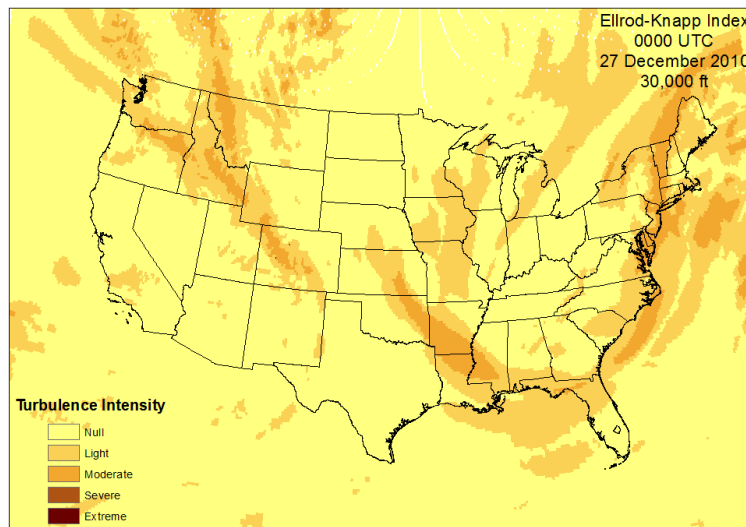 Ellrod-Knapp Index
0000 UTC
27 December 2010
30,000 ft
Turbulence Intensity
Null
Light
Moderate
Severe
Extreme